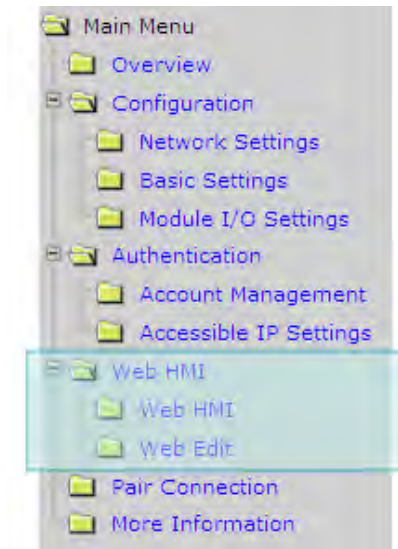 Main Menu
Overview
Configuration
Network Settings
Basic Settings
Module I/O Settings
Authentication
Account Management
Accessible IP Settings
Web HMI
Web HMI
Web Edit
Pair Connection
More Information